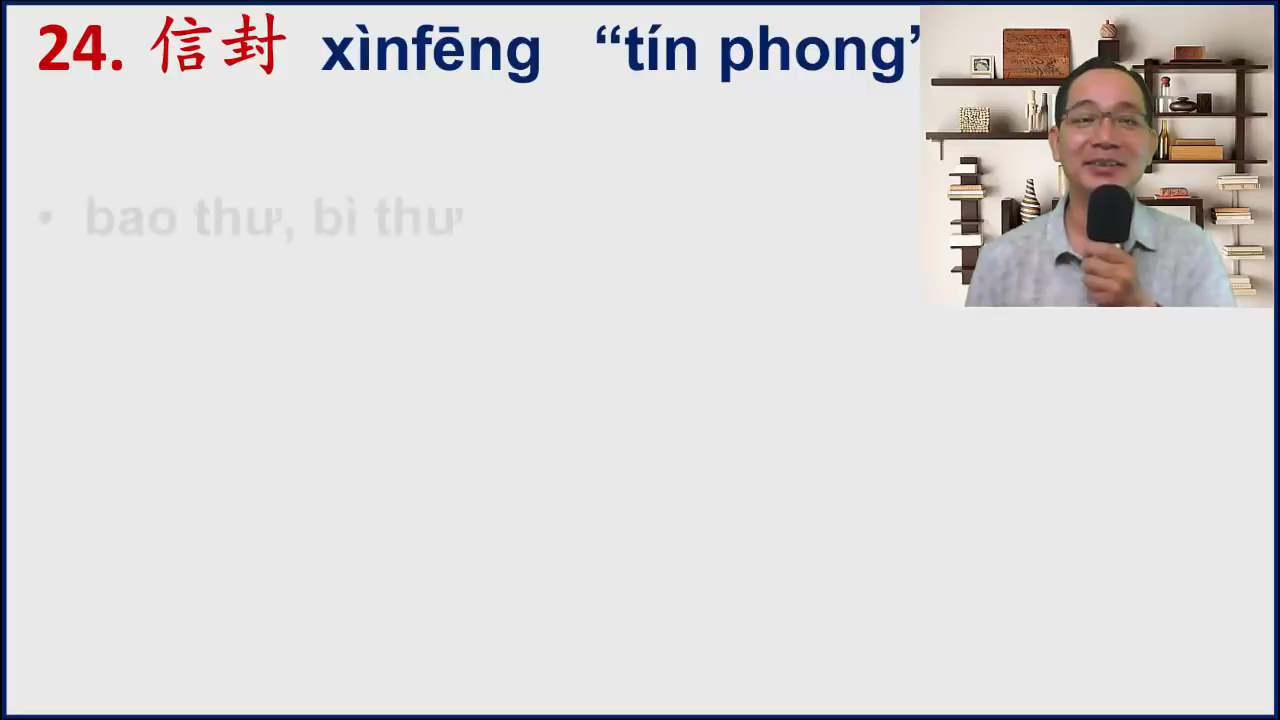 24. 信封 xìnfēng “tín phong”
• bao thư, bì thư